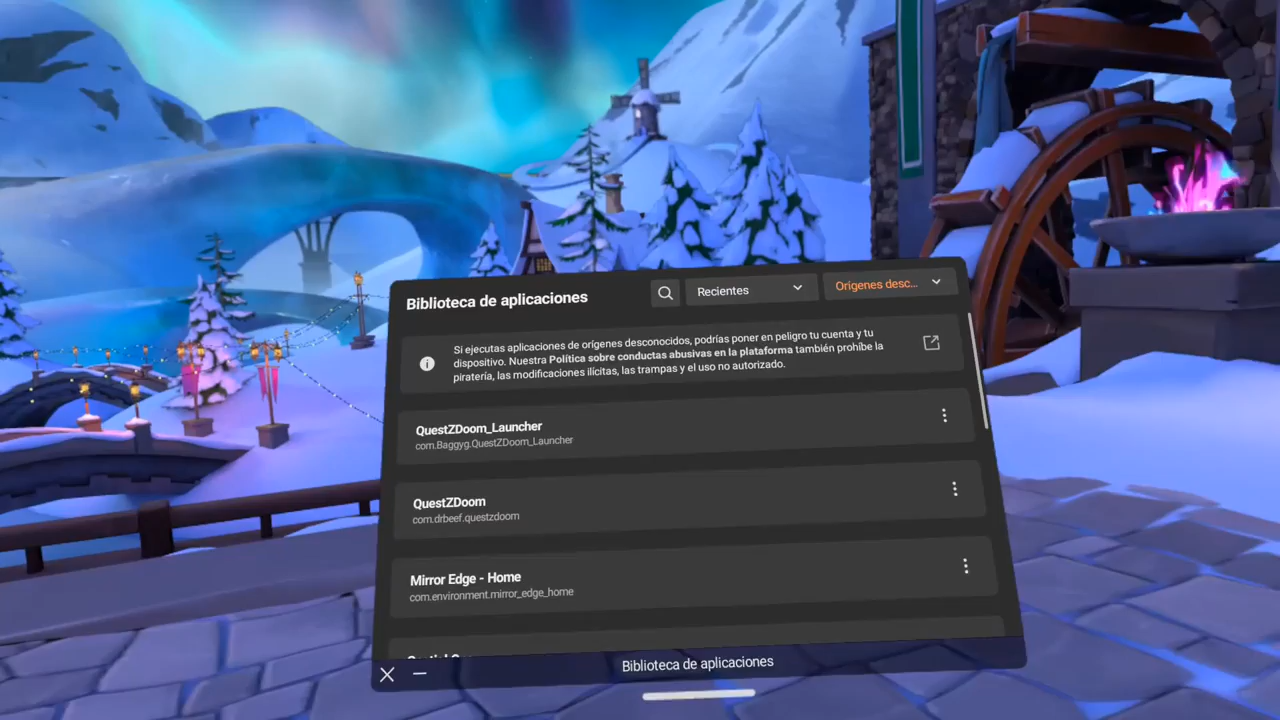 Biblioteca de aplicaciones
Recientes
Orígenes desc...
Si ejecutas aplicaciones de orígenes desconocidos, podrías poner en peligro tu cuenta y tu
dispositivo. Nuestra Política sobre conductas abusivas en la plataforma también prohíbe la
piratería, las modificaciones ilícitas, las trampas y el uso no autorizado.
QuestZDoom_Launcher
com.Baggyg.QuestZDoom_Launcher
QuestZDoom
com.drbeef.questzdoom
Mirror Edge - Home
com.environment.mirror_edge_home
Biblioteca de aplicaciones